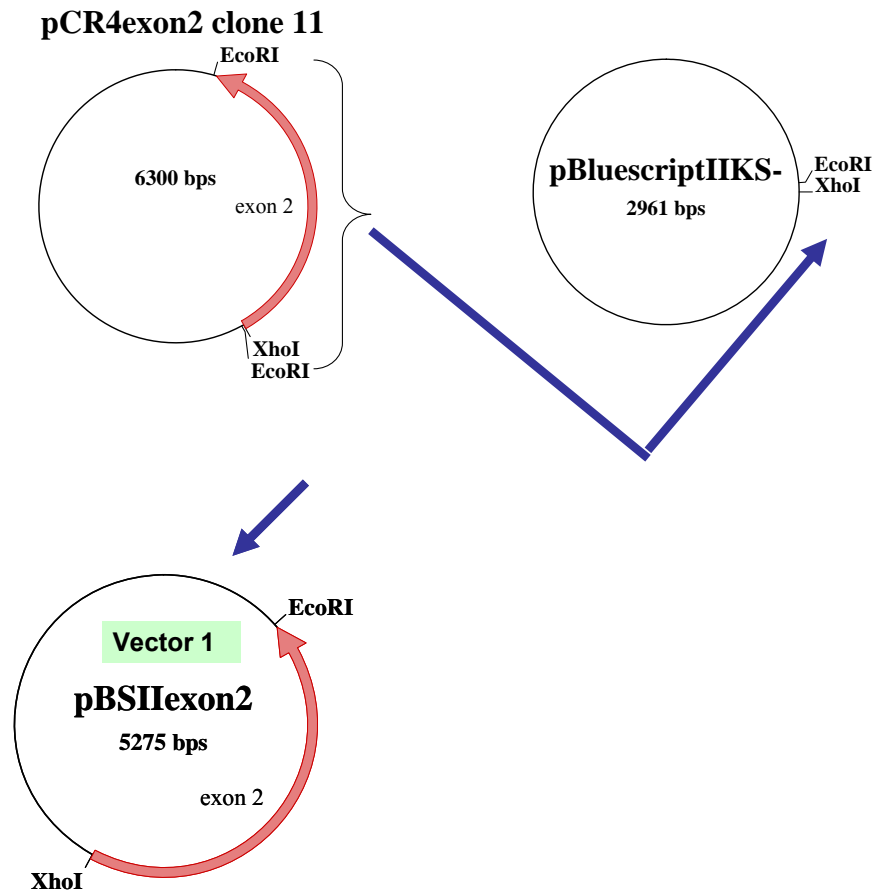 pCR4exon2 clone 11
EcoRI
6300 bps
exon 2
XhoI
EcoRI
pBluescriptIIKS-
2961 bps
EcoRI
XhoI
EcoRI
Vector 1
pBSIIexon2
5275 bps
exon 2
XhoI